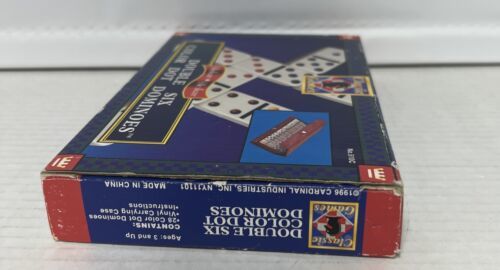 DOUBLE SIX
COLOR DOT
DOMINOES™
©1996 CARDINAL INDUSTRIES, INC. NY11101
MADE IN CHINA
Classic
Games
DOUBLE SIX
COLOR DOT
DOMINOES
Ages: 3 and Up
CONTAINS:
•28 Color Dot Dominoes
•Vinyl Carrying Case
•Instructions